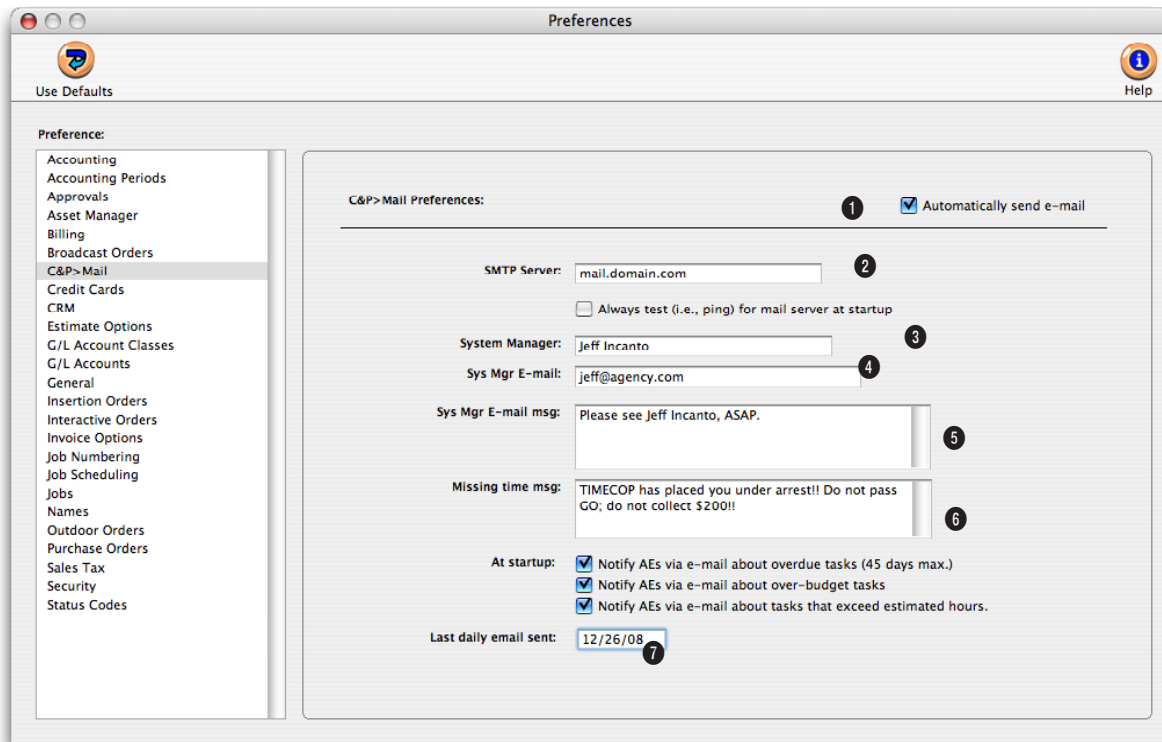 Preferences
Use Defaults
Help
Preference:
Accounting
Accounting Periods
Approvals
Asset Manager
Billing
Broadcast Orders
C&P>Mail
Credit Cards
CRM
Estimate Options
G/L Account Classes
G/L Accounts
General
Insertion Orders
Interactive Orders
Invoice Options
Job Numbering
Job Scheduling
Jobs
Names
Outdoor Orders
Purchase Orders
Sales Tax
Security
Status Codes
C&P>Mail Preferences:
1
Automatically send e-mail
SMTP Server:
mail.domain.com
2
Always test (i.e., ping) for mail server at startup
System Manager:
Jeff Incanto
3
Sys Mgr E-mail:
jeff@agency.com
4
Sys Mgr E-mail msg:
Please see Jeff Incanto, ASAP.
5
Missing time msg:
TIMECOP has placed you under arrest!! Do not pass
GO; do not collect $200!!
6
At startup:
Notify AEs via e-mail about overdue tasks (45 days max.)
Notify AEs via e-mail about over-budget tasks
Notify AEs via e-mail about tasks that exceed estimated hours.
Last daily email sent:
12/26/08
7